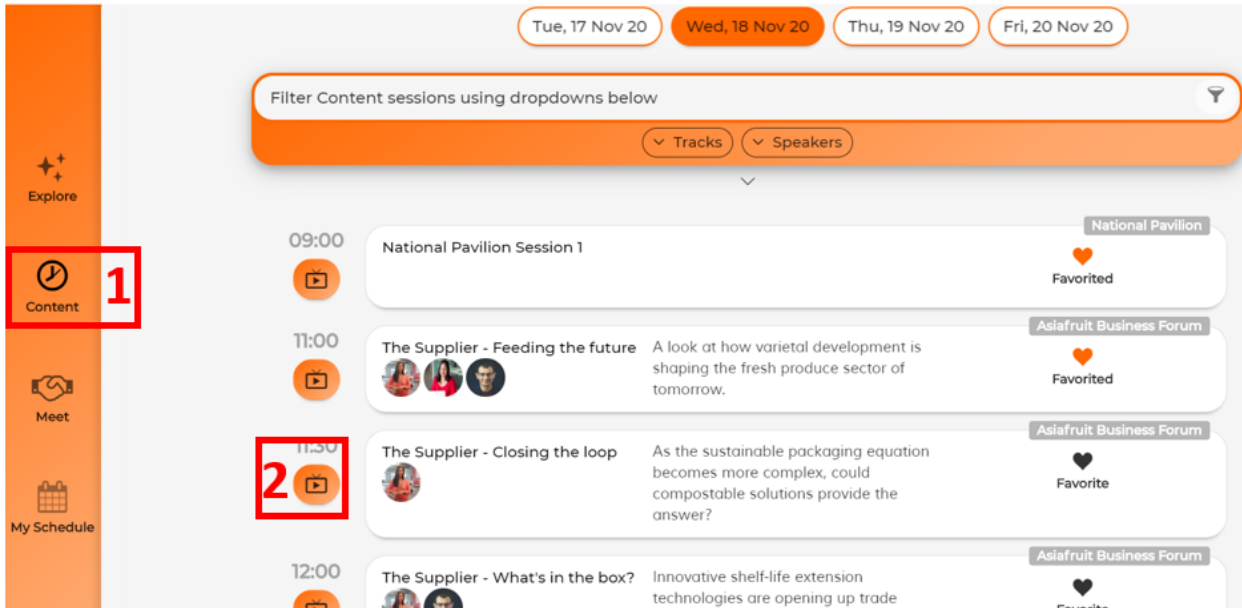 Tue, 17 Nov 20
Wed, 18 Nov 20
Thu, 19 Nov 20
Fri, 20 Nov 20
Filter Content sessions using dropdowns below
Tracks
Speakers
Explore
1
Content
Meet
My Schedule
09:00
National Pavilion Session 1
National Pavilion
Favorited
11:00
The Supplier - Feeding the future
A look at how varietal development is
shaping the fresh produce sector of
tomorrow.
Asiafruit Business Forum
Favorited
11:30
2
The Supplier - Closing the loop
As the sustainable packaging equation
becomes more complex, could
compostable solutions provide the
answer?
Asiafruit Business Forum
Favorite
12:00
The Supplier - What's in the box?
Innovative shelf-life extension
technologies are opening up trade
Asiafruit Business Forum
Favorite